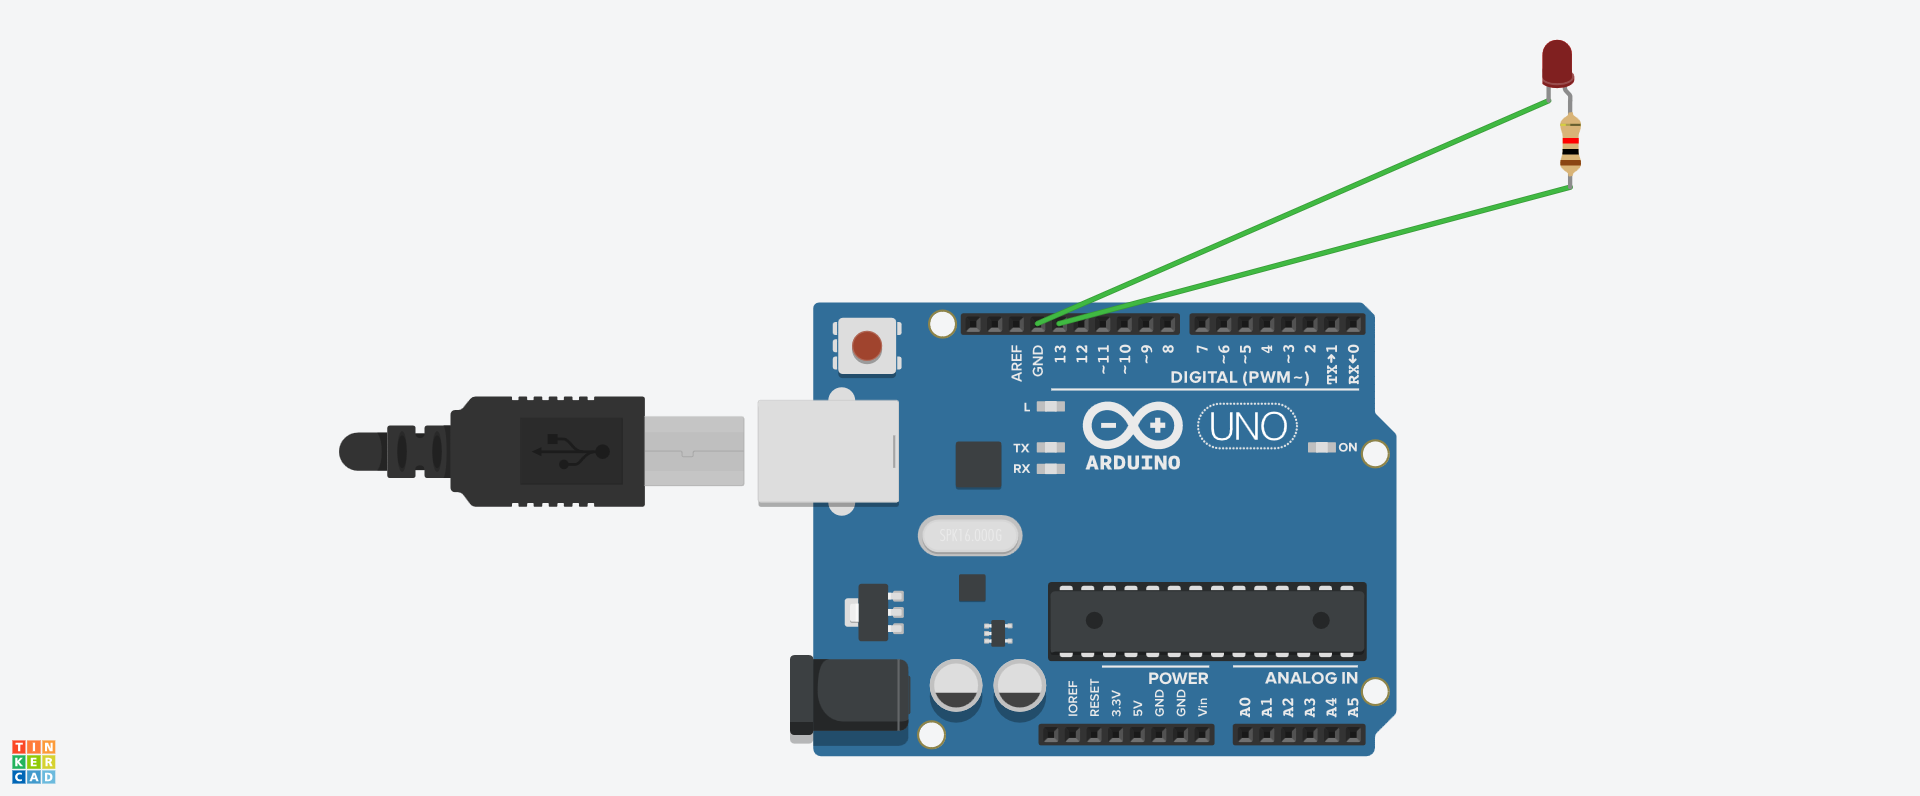 AREF
GND
13
12
~11
~10
~9
8
7
~6
~5
4
~3
2
TX→1
RX←0
DIGITAL (PWM~)
L
TX
RX
ARDUINO
UNO
ON
SPK16.000G
POWER
ANALOG IN
IOREF
RESET
3.3V
5V
GND
GND
Vin
A0
A1
A2
A3
A4
A5
TIN
KER
CAD